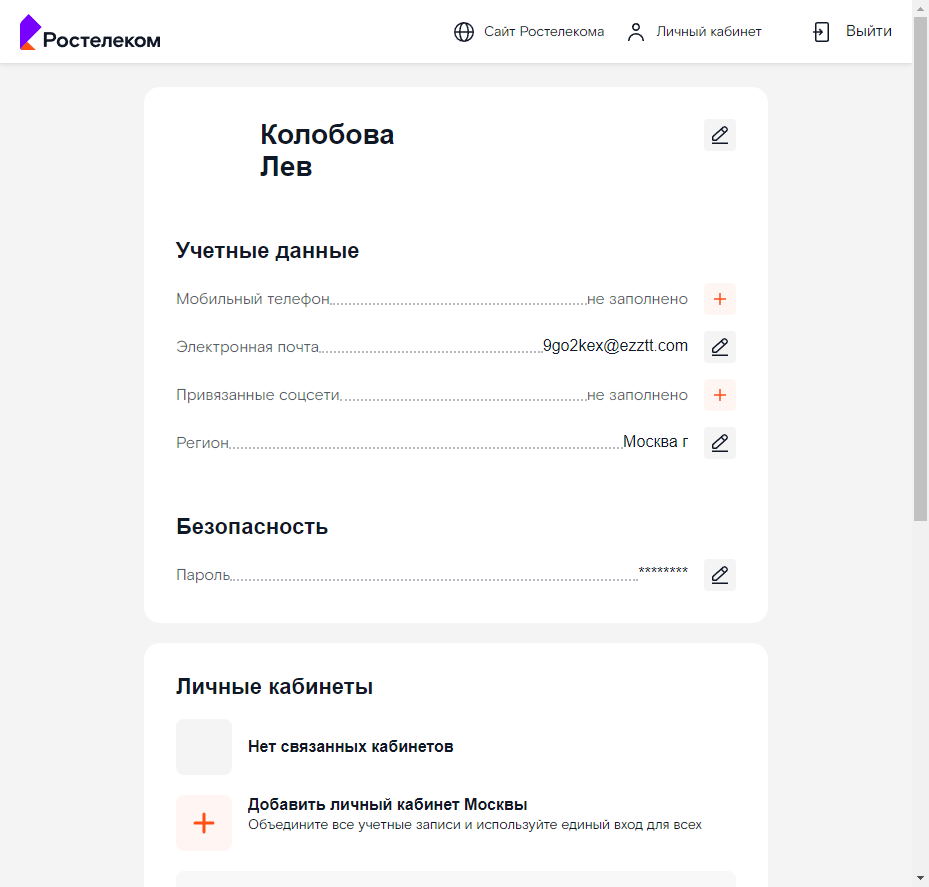 Ростелеком
Сайт Ростелекома
Личный кабинет
Выйти
Колобова
Лев
Учетные данные
Мобильный телефон не заполнено
Электронная почта 9go2kex@ezztt.com
Привязанные соцсети не заполнено
Регион Москва г
Безопасность
Пароль ********
Личные кабинеты
Нет связанных кабинетов
Добавить личный кабинет Москвы
Объедините все учетные записи и используйте единый вход для всех